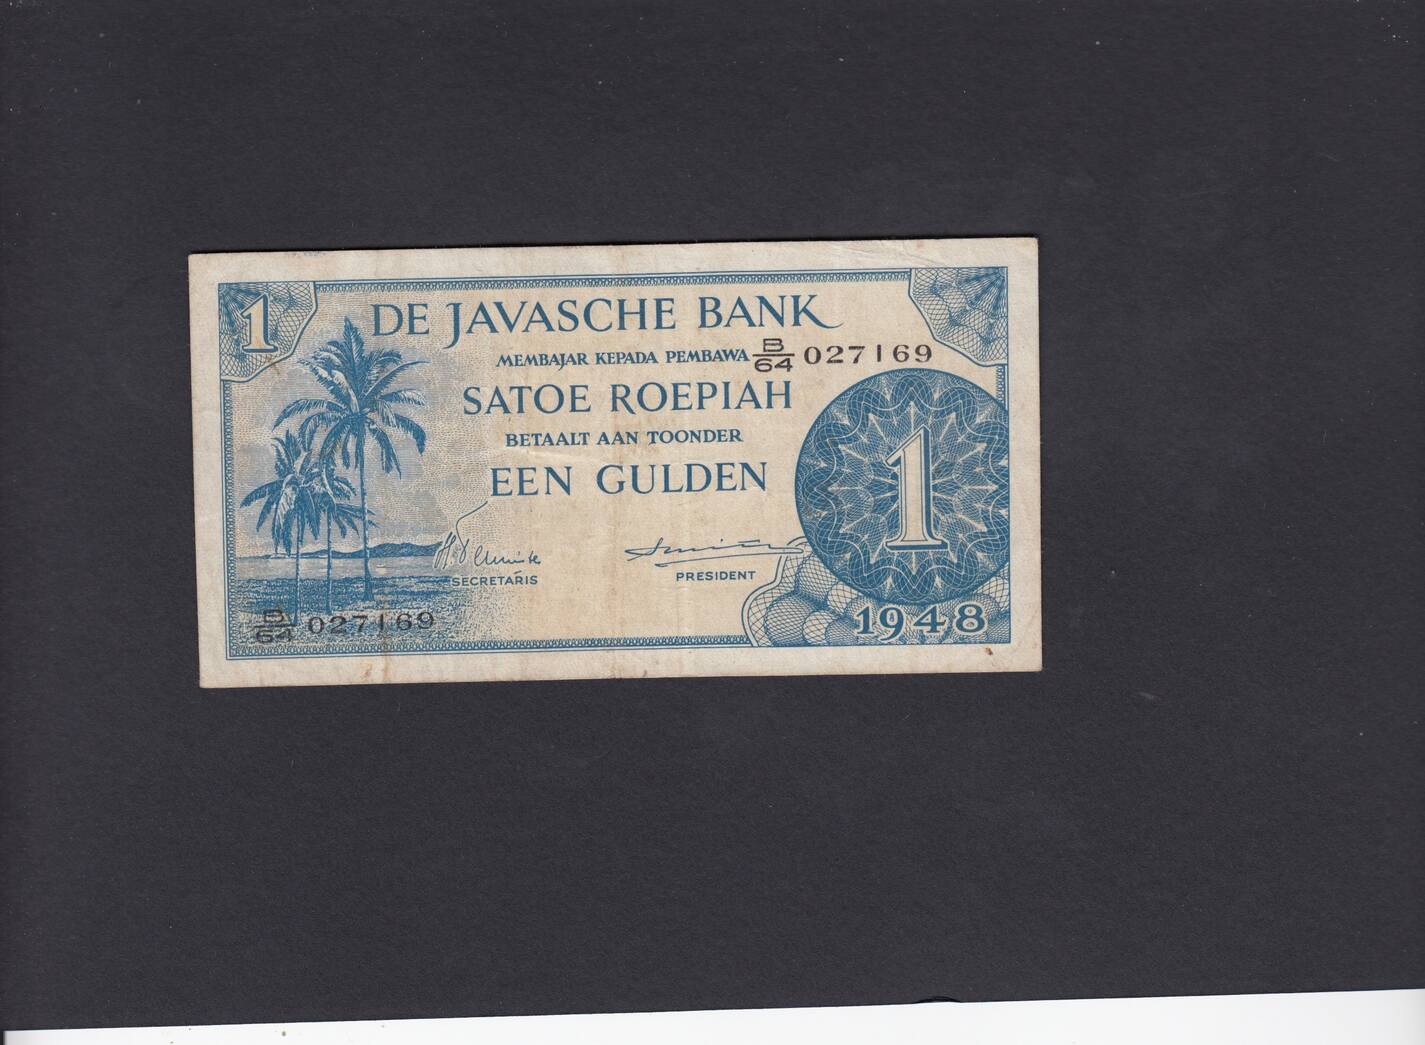 1
DE JAVASCHE BANK
MEMBAJAR KEPADA PEMBAWA B/64 027169
SATOE ROEPIAH
BETAALT AAN TOONDER
EEN GULDEN
1
SECRETARIS
PRESIDENT
B/64 027169
1948